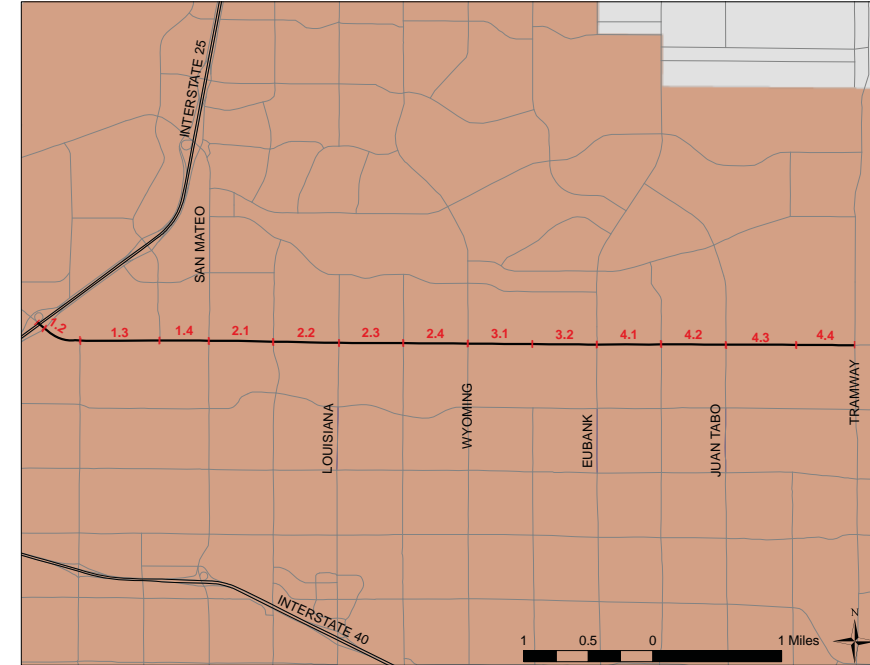 INTERSTATE 25
SAN MATEO
1.2
1.3
1.4
2.1
2.2
2.3
2.4
3.1
3.2
4.1
4.2
4.3
4.4
LOUISIANA
WYOMING
EUBANK
JUAN TABO
TRAMWAY
INTERSTATE 40
1 0.5 0 1 Miles
N